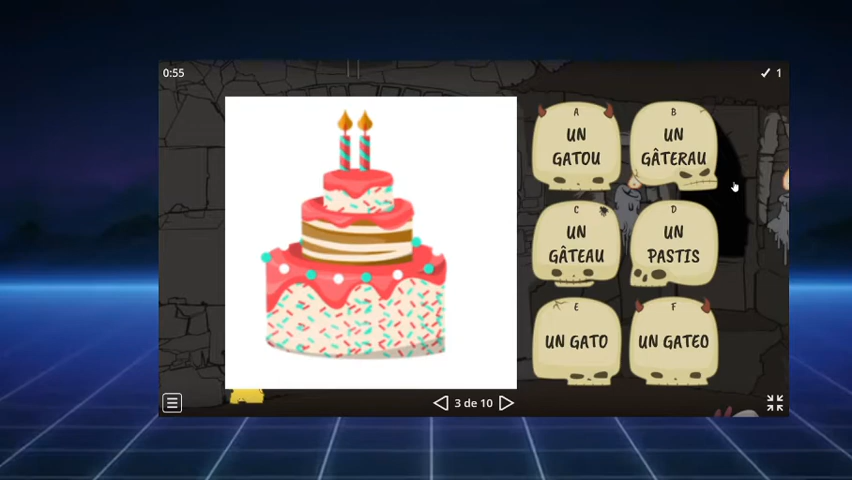 0:55
✓ 1
A
UN
GATOU
B
UN
GÂTERAU
C
UN
GÂTEAU
D
UN
PASTIS
E
UN GATO
F
UN GATEO
3 de 10